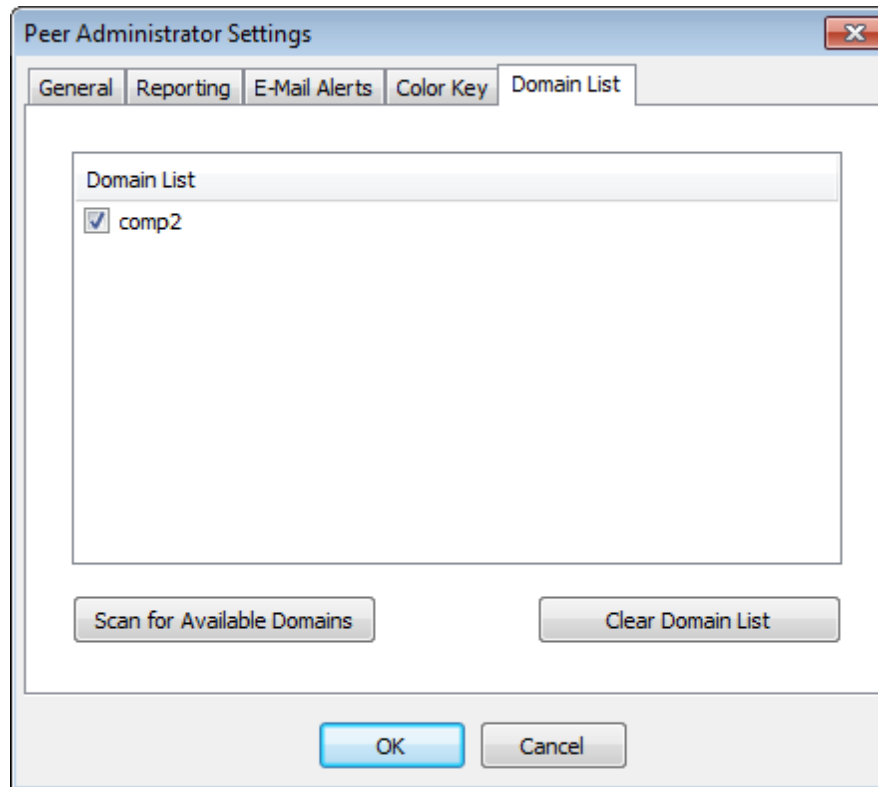 Peer Administrator Settings
General Reporting E-Mail Alerts Color Key Domain List
Domain List
comp2
Scan for Available Domains Clear Domain List
OK Cancel